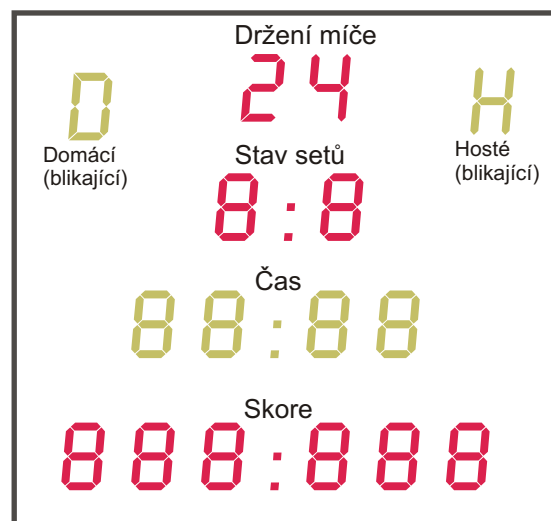 Držení míče
D 24 H
Domácí
(blikající)
Hosté
(blikající)
Stav setů
8:8
Čas
88:88
Skore
888:888